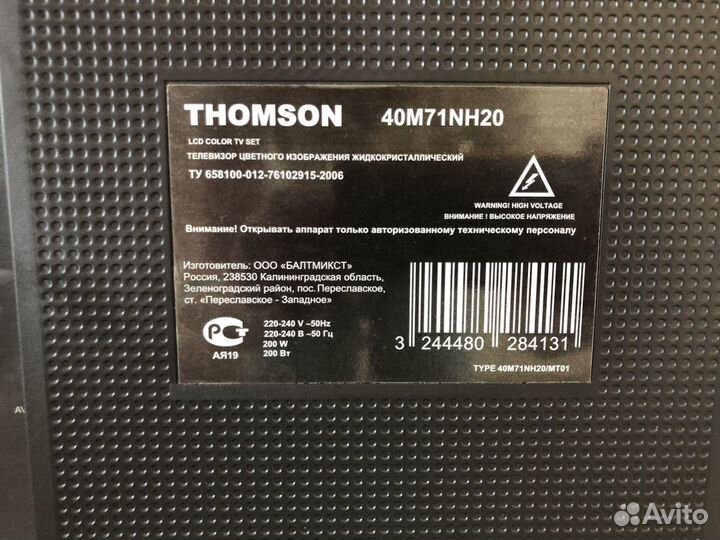 THOMSON 40M71NH20
LCD COLOR TV SET
ТЕЛЕВИЗОР ЦВЕТНОГО ИЗОБРАЖЕНИЯ ЖИДКОКРИСТАЛЛИЧЕСКИЙ
ТУ 658100-012-76102915-2006
WARNING! HIGH VOLTAGE
ВНИМАНИЕ ! ВЫСОКОЕ НАПРЯЖЕНИЕ
Внимание! Открывать аппарат только авторизованному техническому персоналу
Изготовитель: ООО «БАЛТМИКСТ»
Россия, 238530 Калининградская область,
Зеленоградский район, пос.Переславское,
ст. «Переславское - Западное»
РСТ
АЯ19
220-240 V ~50Hz
220-240 В ~50 Гц
200 W
200 Вт
3 244480 284131
TYPE 40M71NH20/MT01
AV
Avito